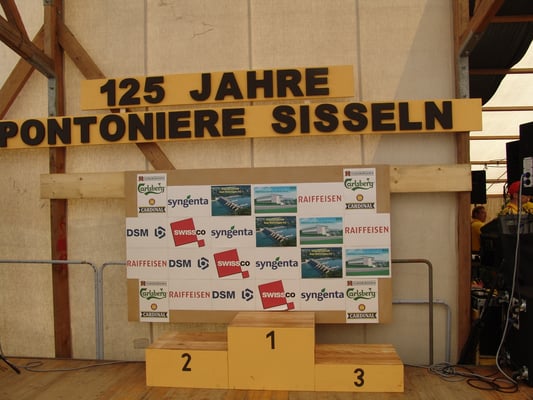 125 JAHRE
PONTONIERE SISSELN
Carlsberg syngenta RAIFFEISEN Carlsberg
CARDINAL CARDINAL
DSM SWISSCO syngenta RAIFFEISEN
RAIFFEISEN DSM SWISSCO syngenta
Carlsberg RAIFFEISEN DSM SWISSCO syngenta Carlsberg
CARDINAL CARDINAL
1
2
3